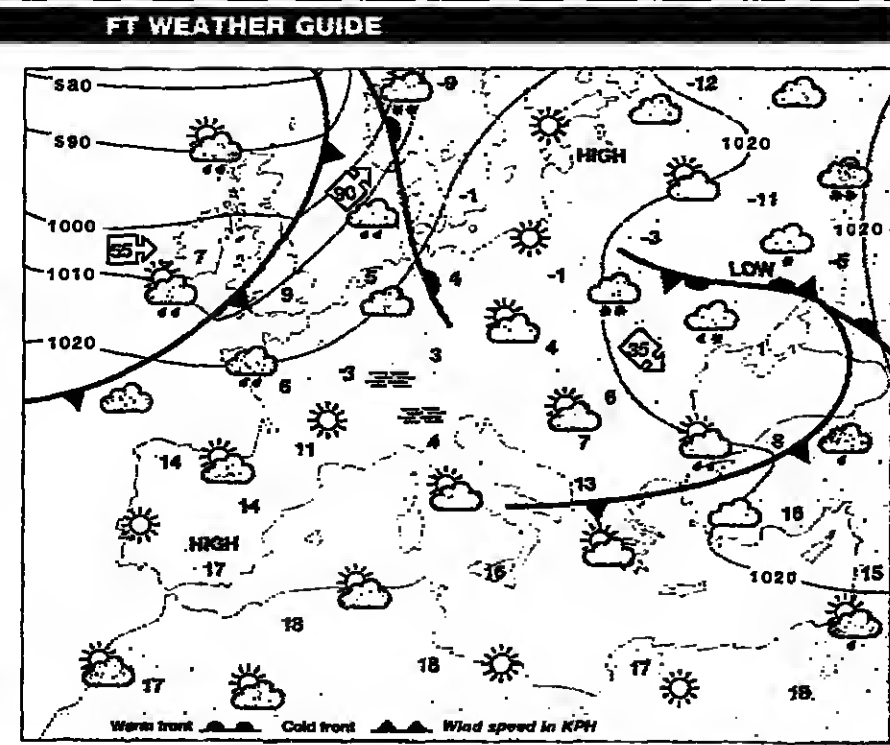 FT WEATHER GUIDE
980 -9 -12
990 HIGH 1020
90 -1 -11
1000 -3 1020
55 7 LOW -5
1010 5 4 -1
9
1020 3 4 35 1
-3 6
6
11 4 7 8
14 13
14 16
HIGH
17 16 1020 15
18
18 17
17 18
Warm front Cold front Wind speed in KPH